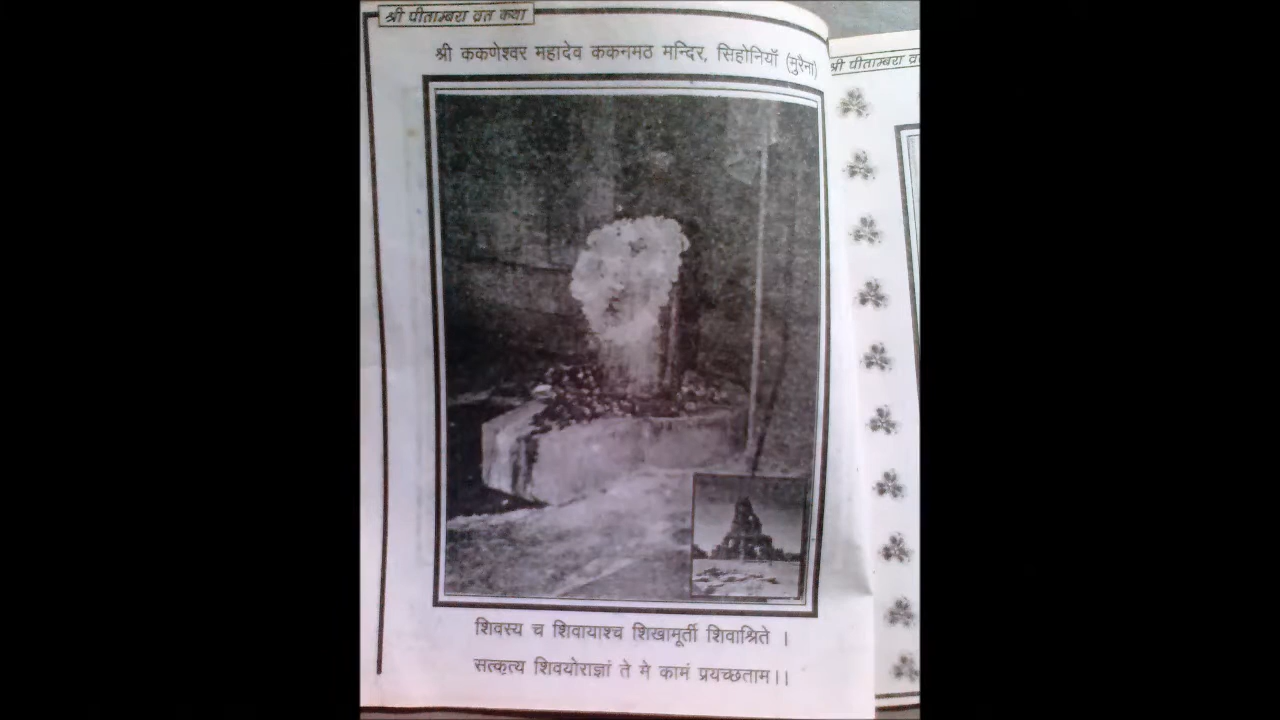 श्री पीताम्बरा व्रत कथा
श्री ककणेश्वर महादेव ककनमठ मन्दिर, सिहोनियाँ (मुरैना)
शिवस्य च शिवायाश्च शिखामूर्ती शिवाश्रिते ।
सत्कृत्य शिवयोराज्ञां ते मे कामं प्रयच्छताम।।
श्री पीताम्बरा